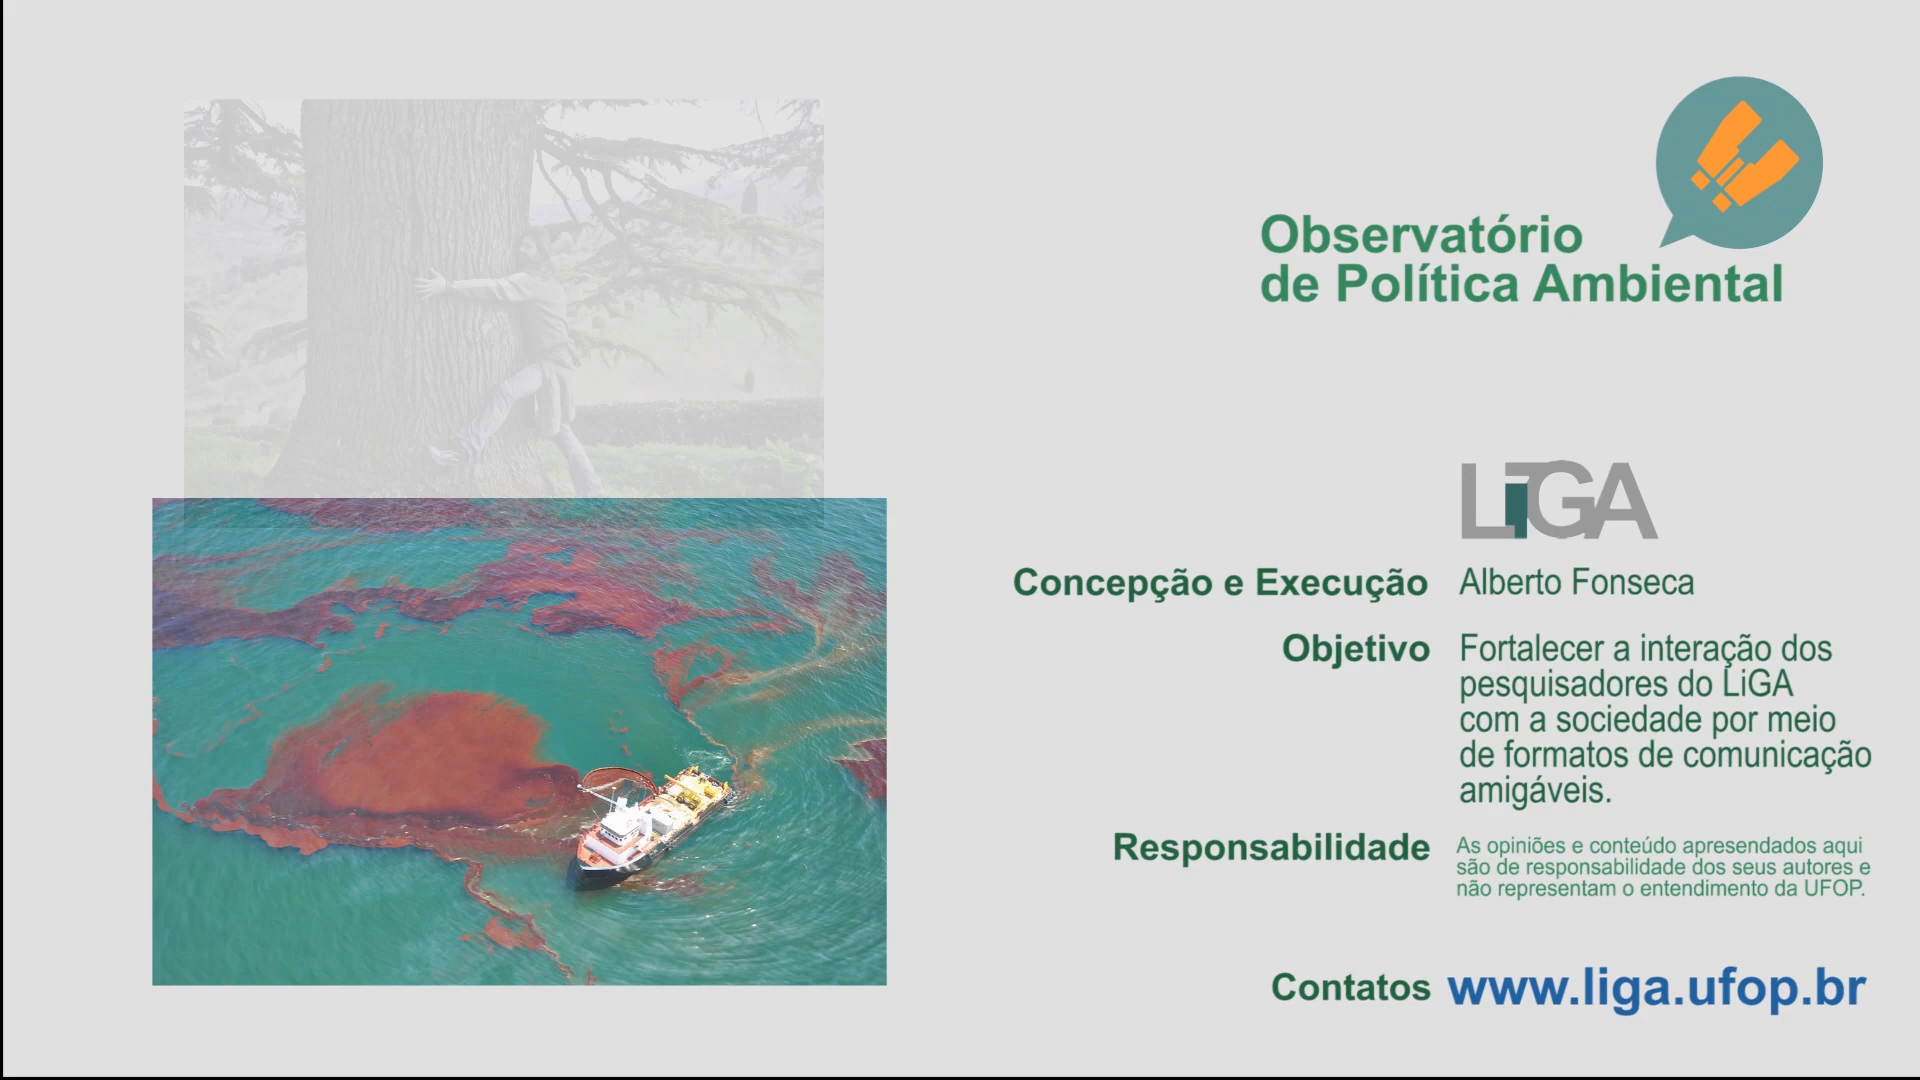 Observatório
de Política Ambiental
LiGA
Concepção e Execução Alberto Fonseca
Objetivo Fortalecer a interação dos
pesquisadores do LiGA
com a sociedade por meio
de formatos de comunicação
amigáveis.
Responsabilidade As opiniões e conteúdo apresendados aqui
são de responsabilidade dos seus autores e
não representam o entendimento da UFOP.
Contatos www.liga.ufop.br